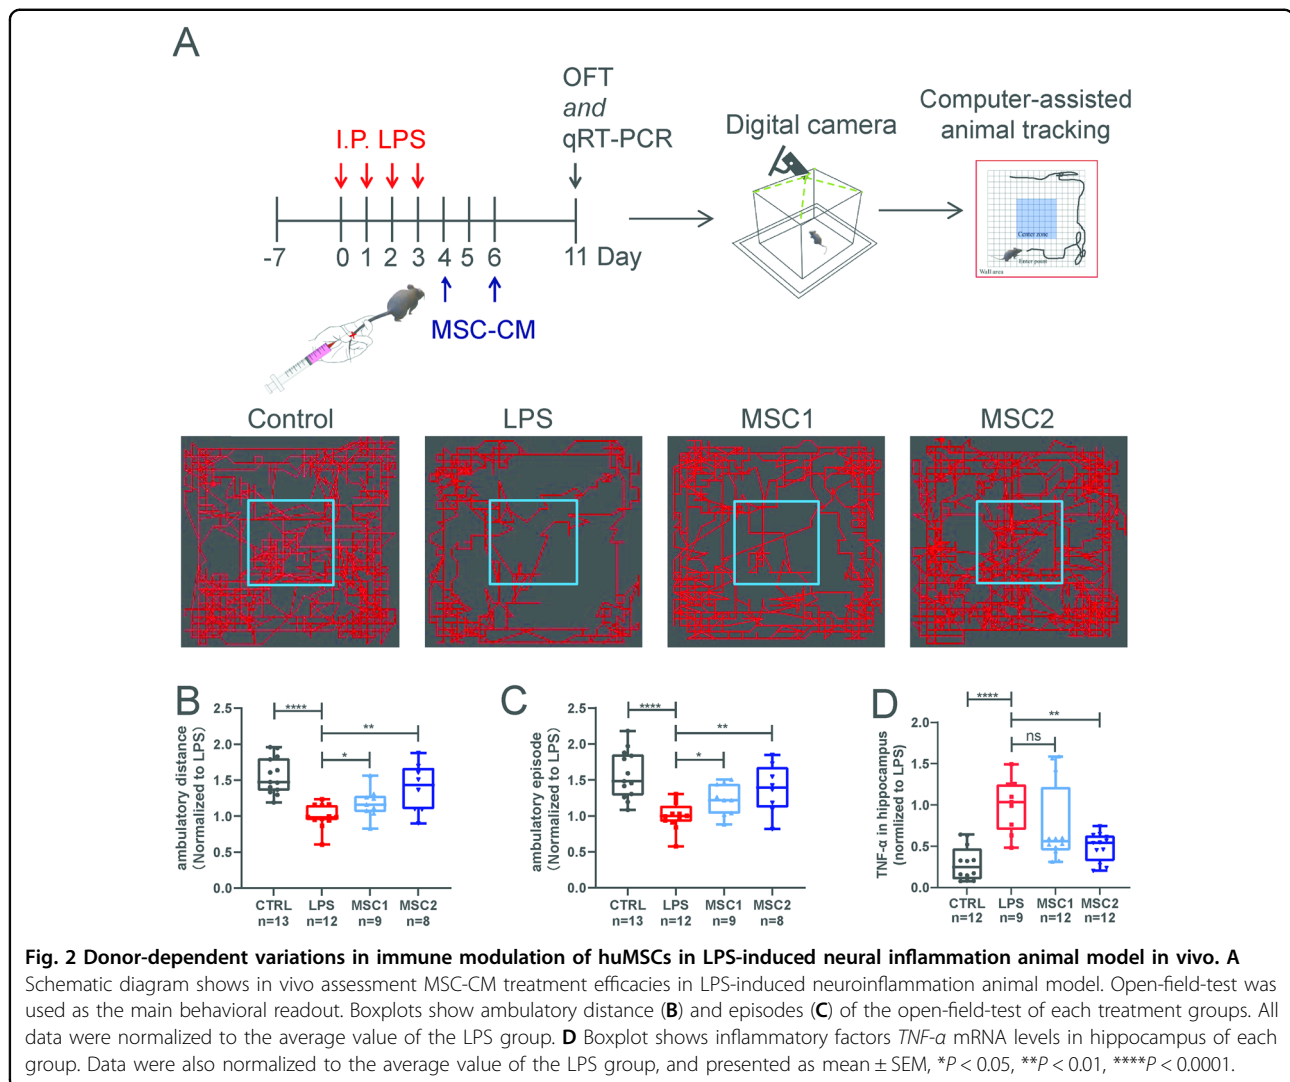 A
I.P. LPS
OFT
and
qRT-PCR
-7 0 1 2 3 4 5 6 11 Day
MSC-CM
Digital camera
Computer-assisted
animal tracking
Center zone
Enter point
Wall area
Control LPS MSC1 MSC2
B
ambulatory distance
(Normalized to LPS)
2.5
2.0
1.5
1.0
0.5
0.0
****
**
*
CTRL LPS MSC1 MSC2
n=13 n=12 n=9 n=8
C
ambulatory episode
(Normalized to LPS)
2.5
2.0
1.5
1.0
0.5
0.0
****
**
*
CTRL LPS MSC1 MSC2
n=13 n=12 n=9 n=8
D
TNF-α in hippocampus
(normlized to LPS)
2.0
1.5
1.0
0.5
0.0
****
**
ns
CTRL LPS MSC1 MSC2
n=12 n=9 n=12 n=12
Fig. 2 Donor-dependent variations in immune modulation of huMSCs in LPS-induced neural inflammation animal model in vivo. A
Schematic diagram shows in vivo assessment MSC-CM treatment efficacies in LPS-induced neuroinflammation animal model. Open-field-test was
used as the main behavioral readout. Boxplots show ambulatory distance (B) and episodes (C) of the open-field-test of each treatment groups. All
data were normalized to the average value of the LPS group. D Boxplot shows inflammatory factors TNF-α mRNA levels in hippocampus of each
group. Data were also normalized to the average value of the LPS group, and presented as mean ± SEM, *P < 0.05, **P < 0.01, ****P < 0.0001.